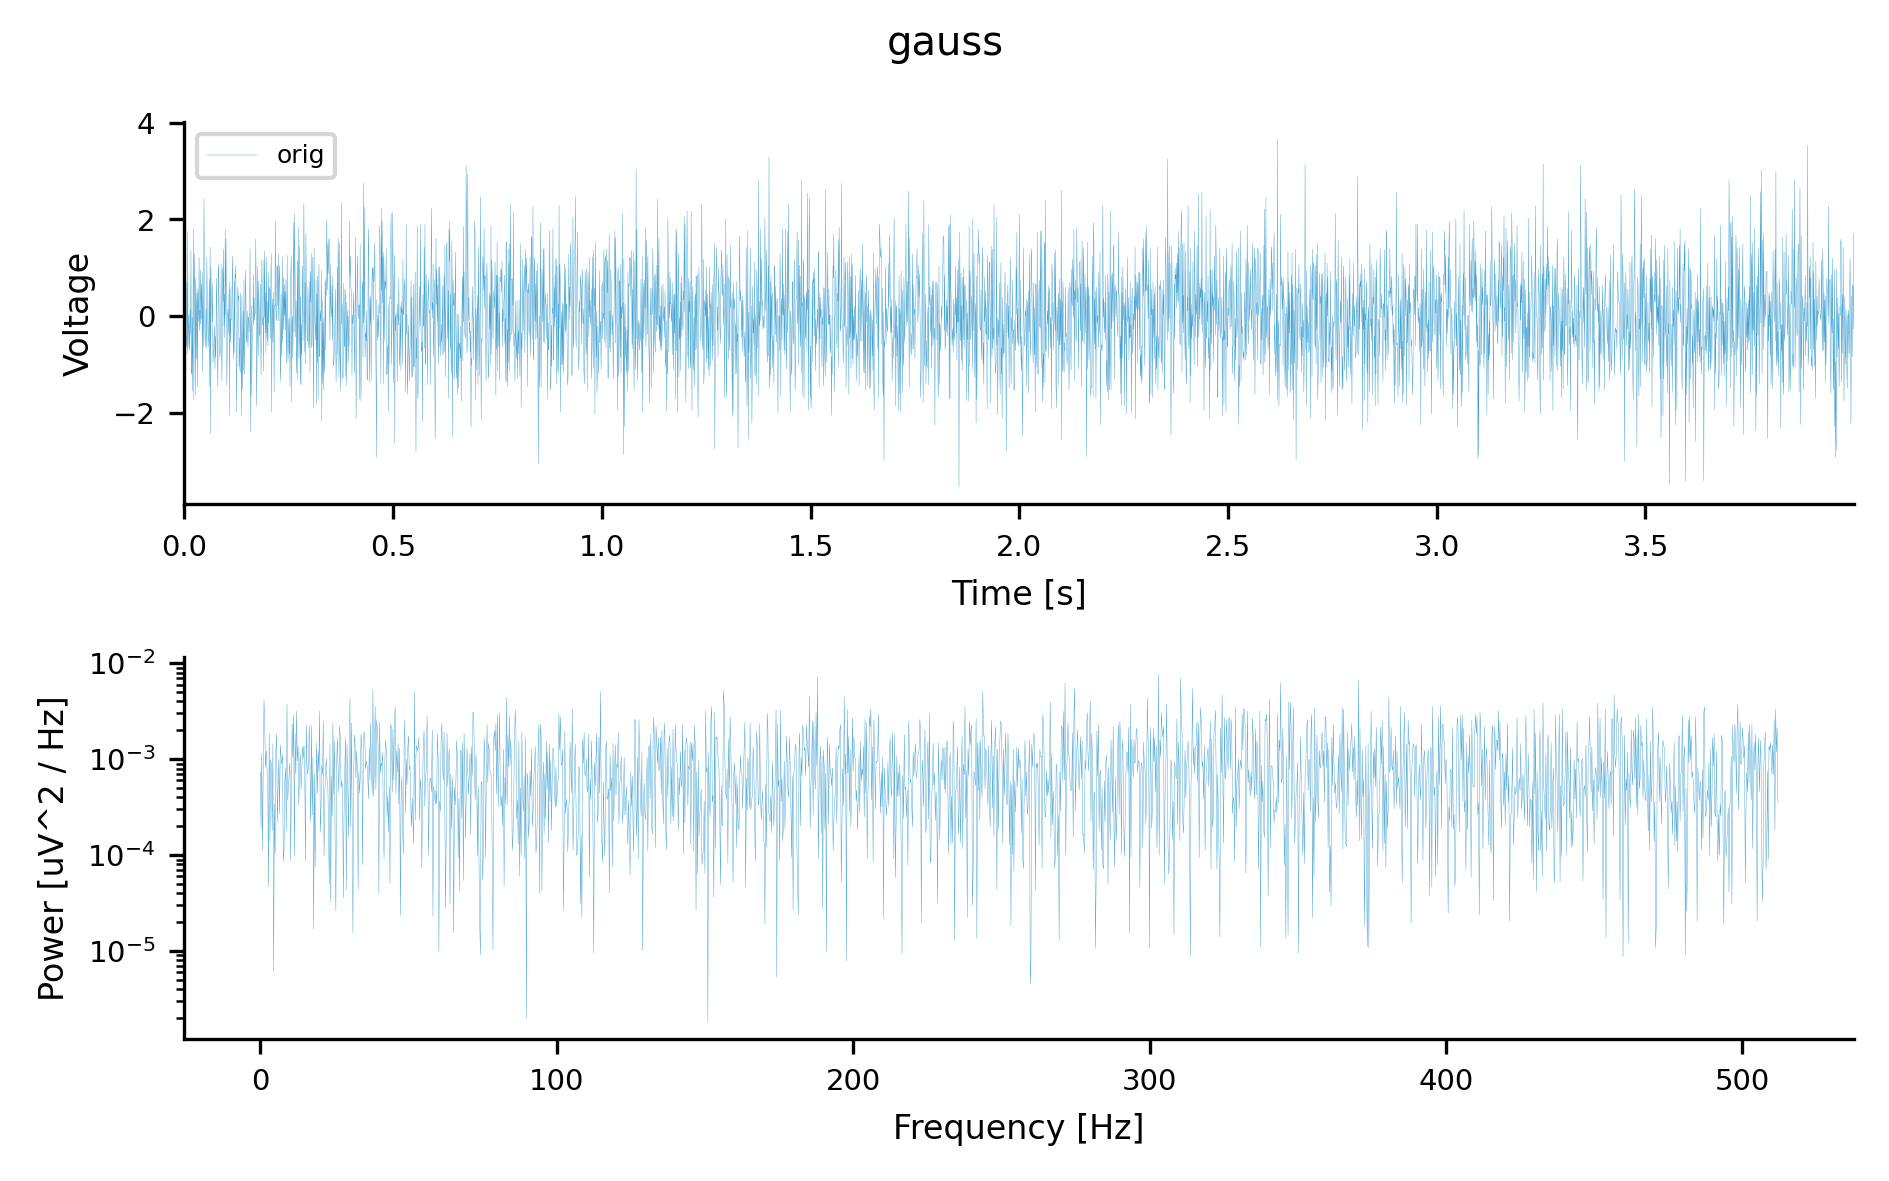 gauss
4
2
0
−2
Voltage
orig
0.0 0.5 1.0 1.5 2.0 2.5 3.0 3.5
Time [s]
10⁻²
10⁻³
10⁻⁴
10⁻⁵
Power [uV^2 / Hz]
0 100 200 300 400 500
Frequency [Hz]